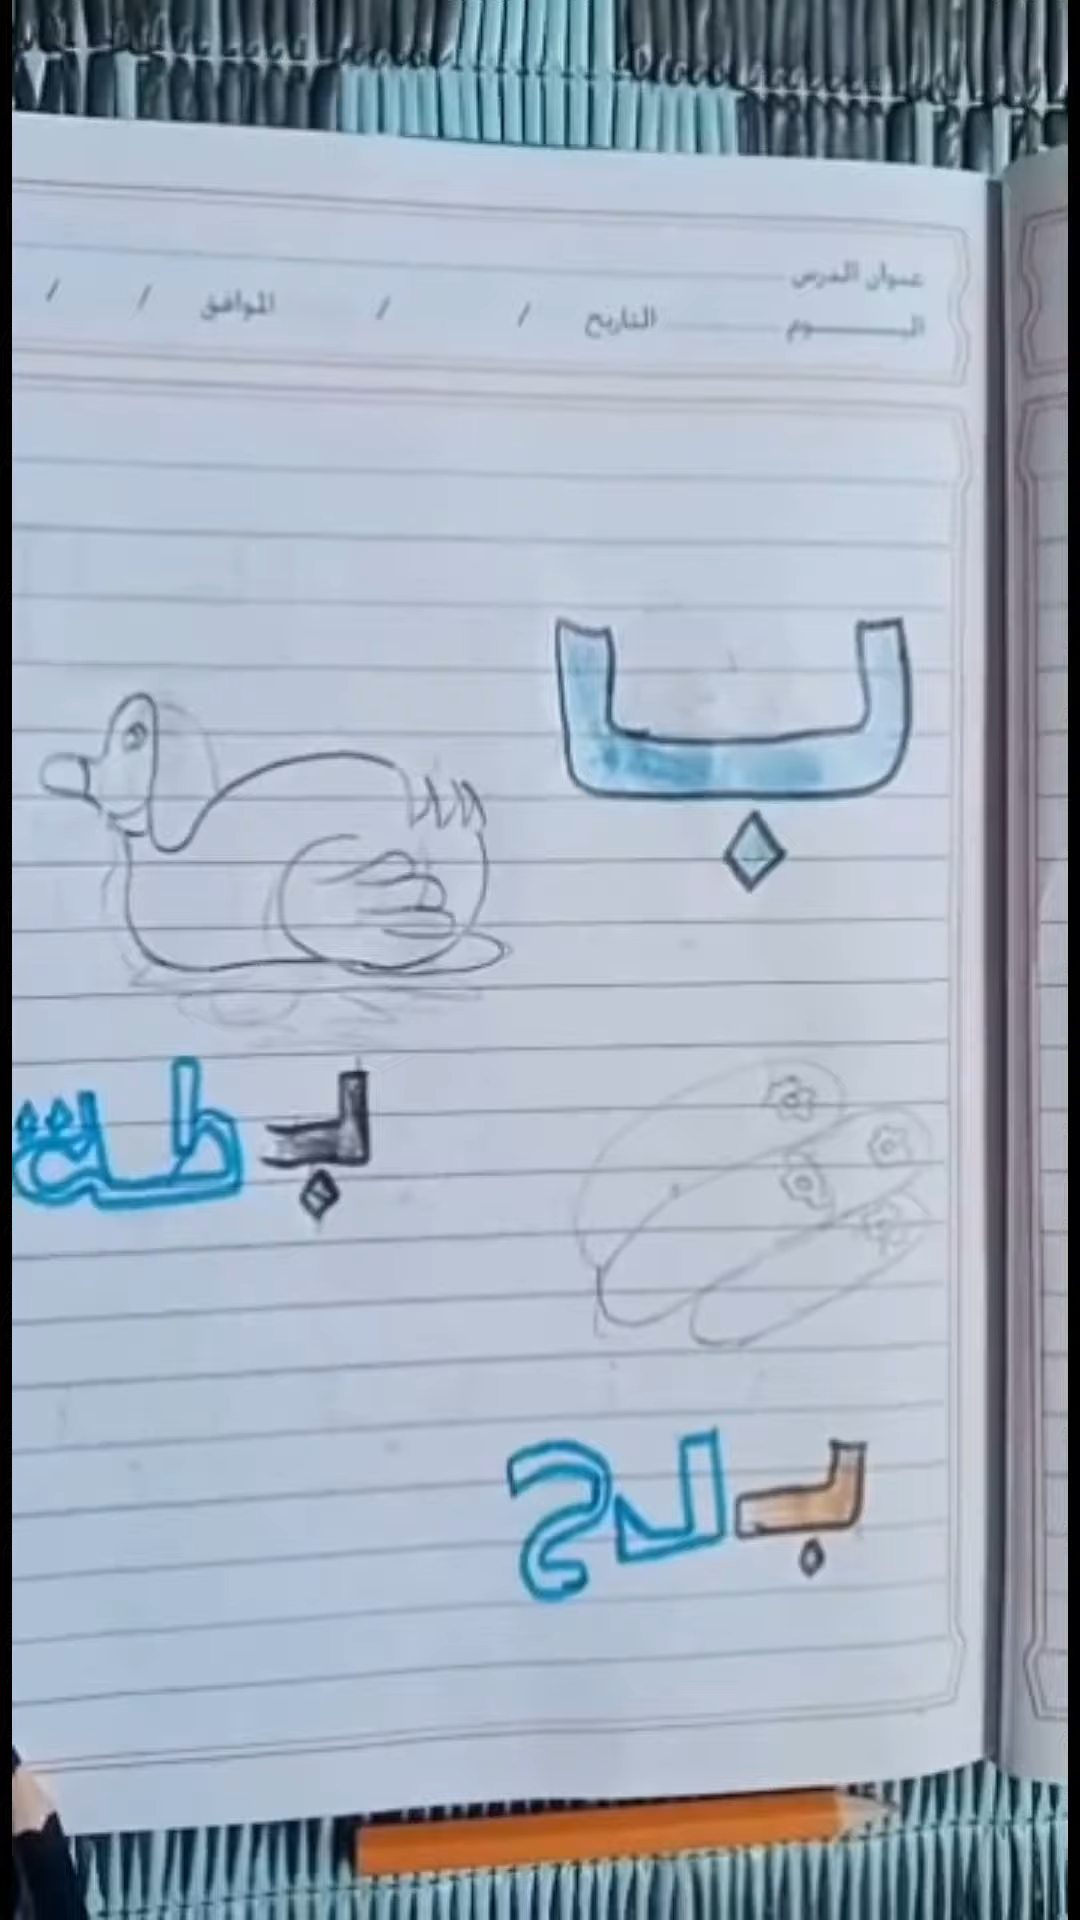 عنوان الدرس
اليوم التاريخ / / الموافق / /
ب
بطة
بلح